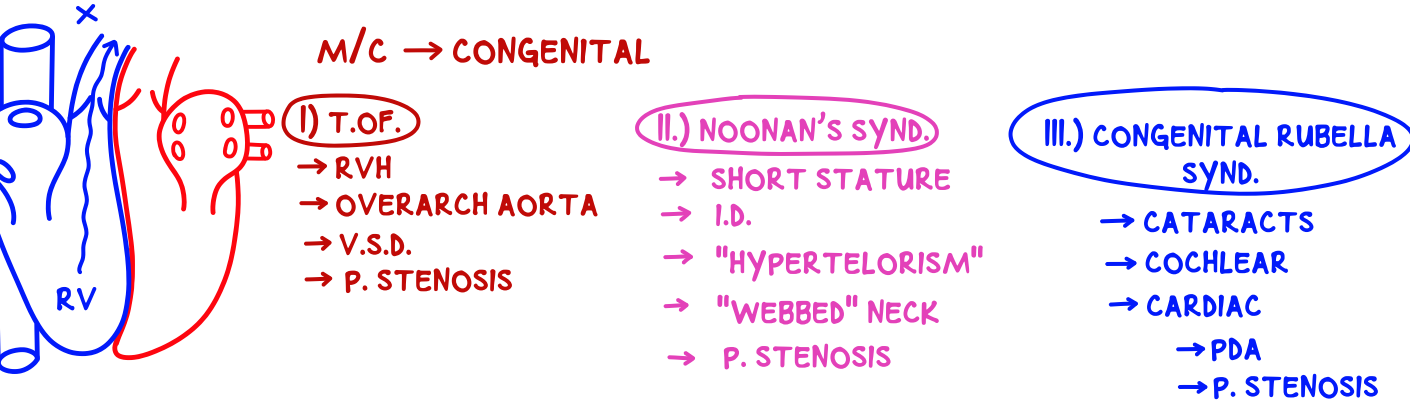 X
RV
M/C → CONGENITAL
I) T.OF.
→ RVH
→ OVERARCH AORTA
→ V.S.D.
→ P. STENOSIS
II.) NOONAN'S SYND.
→ SHORT STATURE
→ I.D.
→ "HYPERTELORISM"
→ "WEBBED" NECK
→ P. STENOSIS
III.) CONGENITAL RUBELLA
SYND.
→ CATARACTS
→ COCHLEAR
→ CARDIAC
→ PDA
→ P. STENOSIS